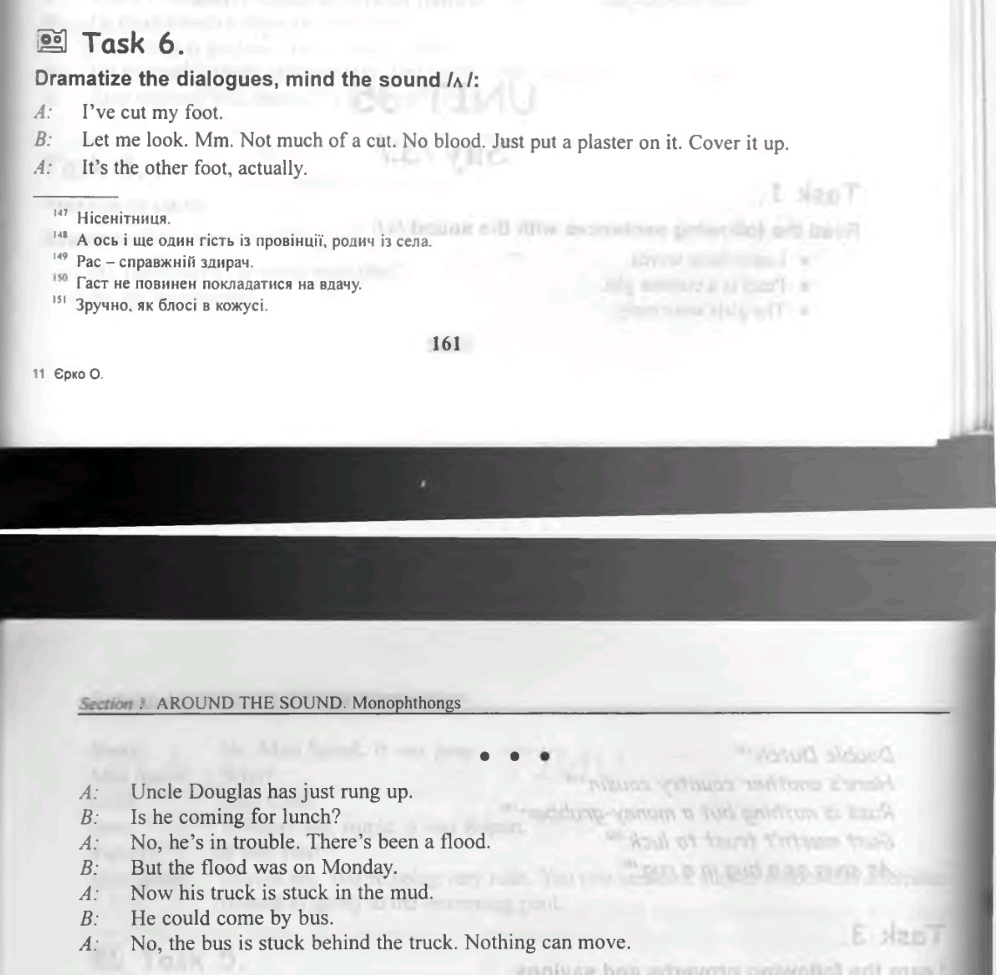 Task 6.
Dramatize the dialogues, mind the sound /ʌ/:
A: I've cut my foot.
B: Let me look. Mm. Not much of a cut. No blood. Just put a plaster on it. Cover it up.
A: It's the other foot, actually.
147 Нісенітниця.
148 А ось і ще один гість із провінції, родич із села.
149 Рас – справжній здирач.
150 Гаст не повинен покладатися на вдачу.
151 Зручно, як блосі в кожусі.
161
11 Єрко О.
Section 1. AROUND THE SOUND. Monophthongs
• • •
A: Uncle Douglas has just rung up.
B: Is he coming for lunch?
A: No, he's in trouble. There's been a flood.
B: But the flood was on Monday.
A: Now his truck is stuck in the mud.
B: He could come by bus.
A: No, the bus is stuck behind the truck. Nothing can move.